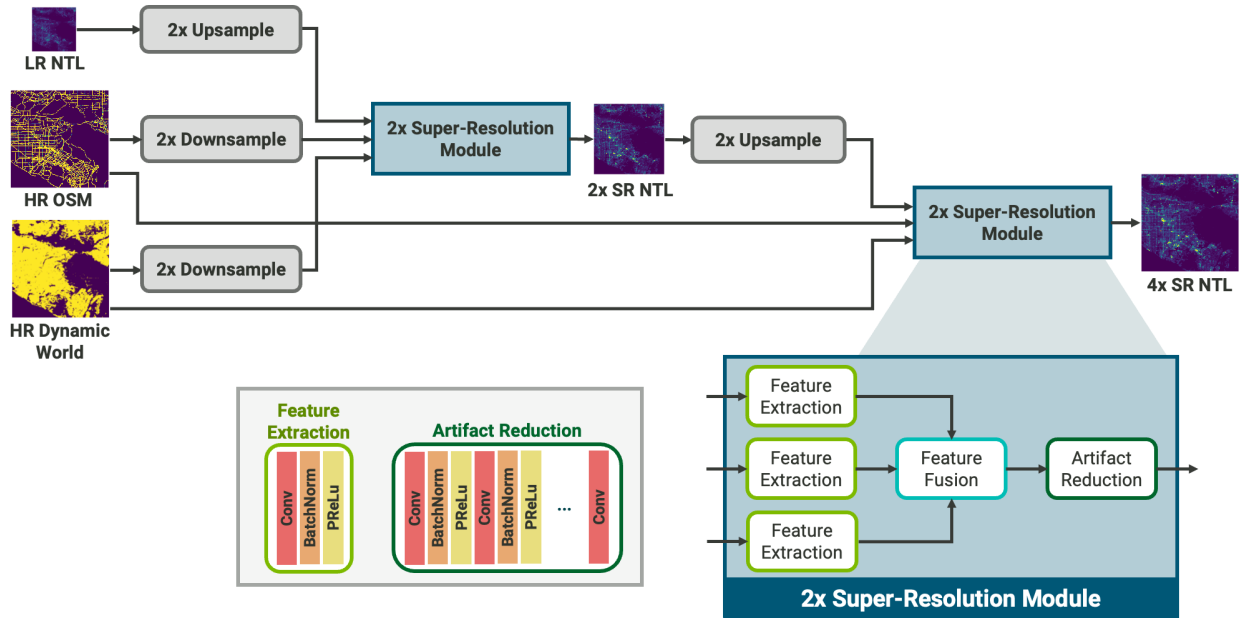 LR NTL
2x Upsample
HR OSM
2x Downsample
HR Dynamic
World
2x Downsample
2x Super-Resolution
Module
2x SR NTL
2x Upsample
2x Super-Resolution
Module
4x SR NTL
Feature
Extraction
Conv
BatchNorm
PReLu
Artifact Reduction
Conv
BatchNorm
PReLu
Conv
BatchNorm
PReLu
...
Conv
Feature
Extraction
Feature
Extraction
Feature
Extraction
Feature
Fusion
Artifact
Reduction
2x Super-Resolution Module